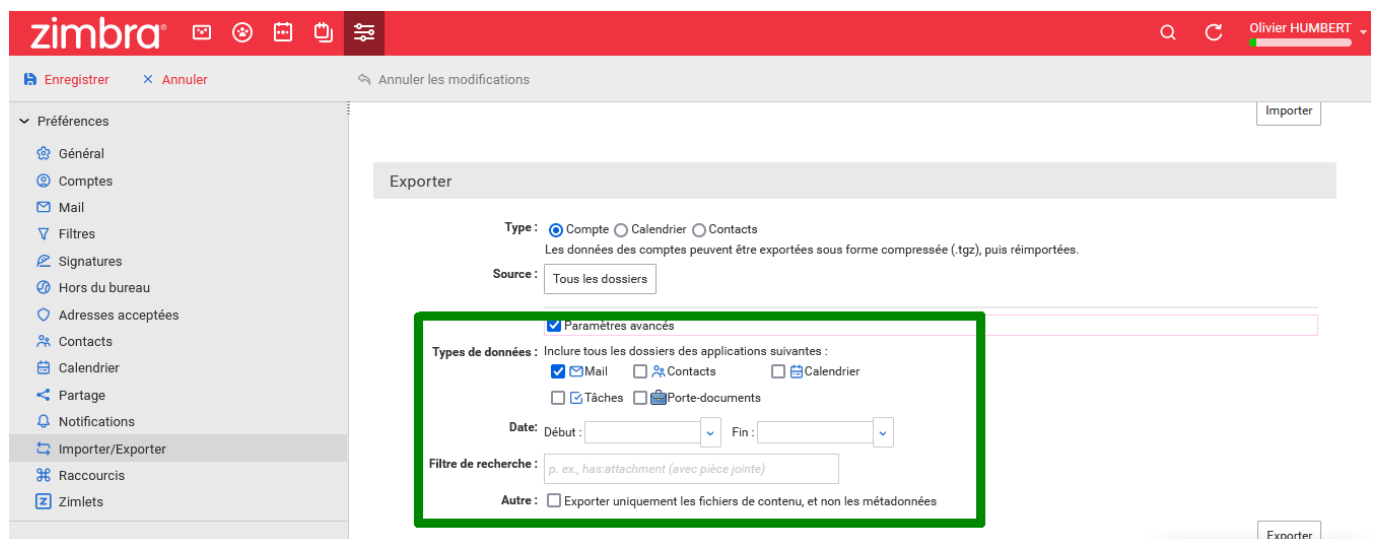 zimbra
Olivier HUMBERT
Enregistrer
Annuler
Annuler les modifications
Préférences
Général
Comptes
Mail
Filtres
Signatures
Hors du bureau
Adresses acceptées
Contacts
Calendrier
Partage
Notifications
Importer/Exporter
Raccourcis
Zimlets
Importer
Exporter
Type : Compte Calendrier Contacts
Les données des comptes peuvent être exportées sous forme compressée (.tgz), puis réimportées.
Source : Tous les dossiers
Paramètres avancés
Types de données : Inclure tous les dossiers des applications suivantes :
Mail Contacts Calendrier
Tâches Porte-documents
Date: Début : Fin :
Filtre de recherche : p. ex., has:attachment (avec pièce jointe)
Autre : Exporter uniquement les fichiers de contenu, et non les métadonnées
Exporter